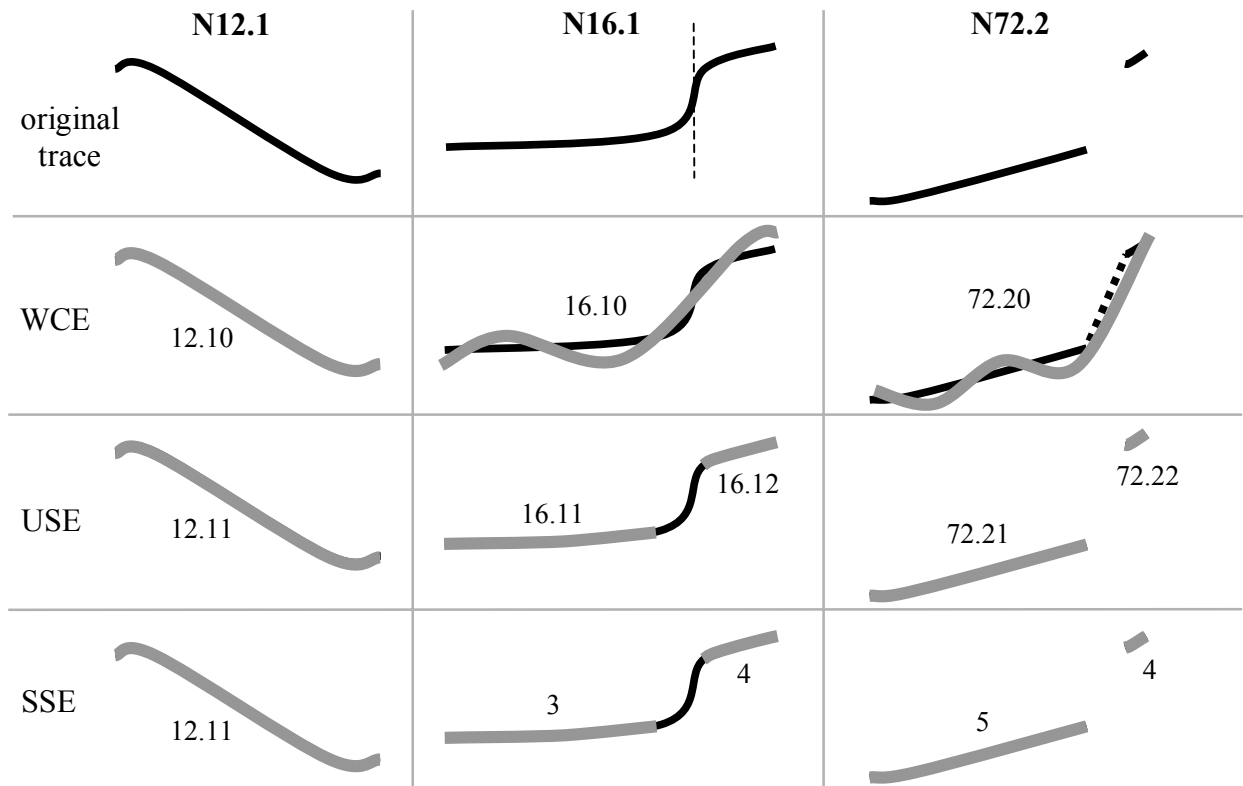 N12.1 N16.1 N72.2
original
trace
WCE 12.10 16.10 72.20
USE 12.11 16.11 16.12 72.21 72.22
SSE 12.11 3 4 5 4